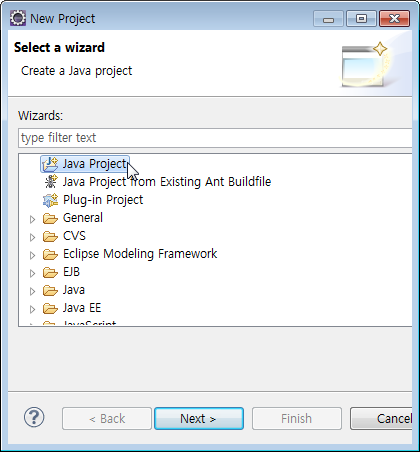 New Project
Select a wizard
Create a Java project
Wizards:
type filter text
Java Project
Java Project from Existing Ant Buildfile
Plug-in Project
General
CVS
Eclipse Modeling Framework
EJB
Java
Java EE
JavaScript
?
< Back
Next >
Finish
Cancel